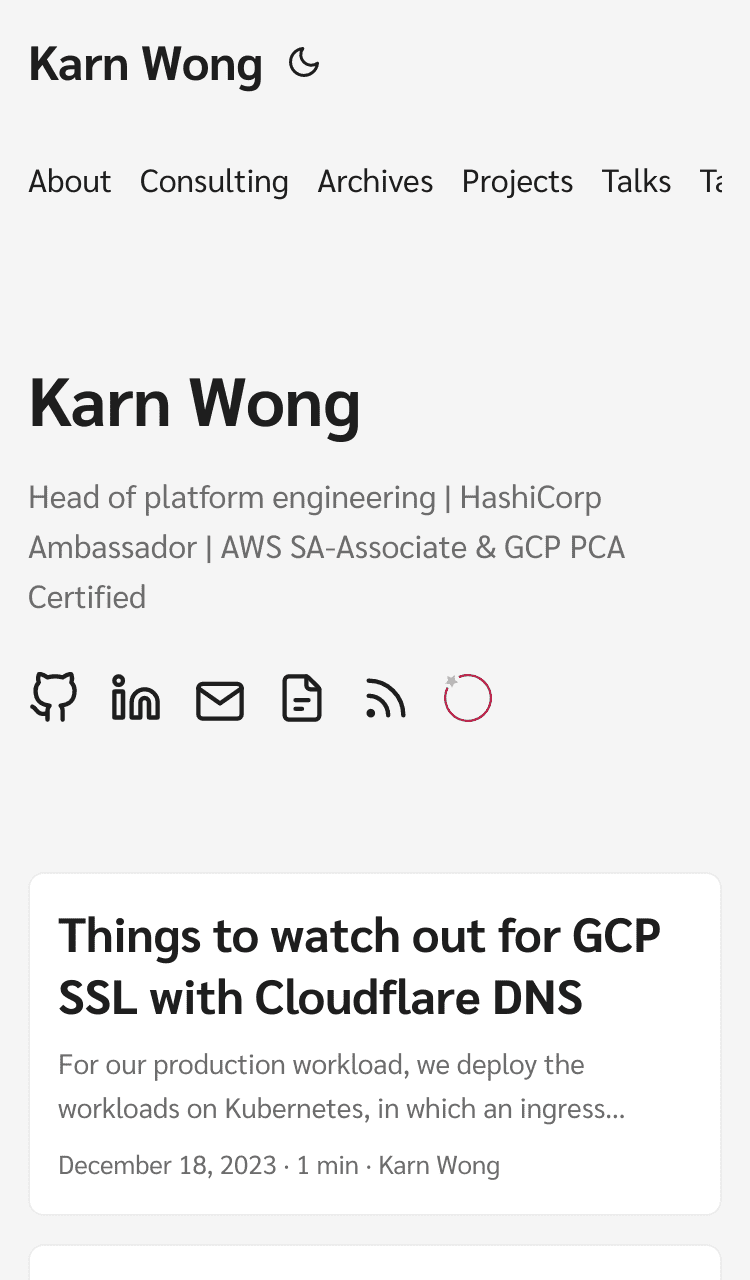 Karn Wong
About Consulting Archives Projects Talks
Karn Wong
Head of platform engineering | HashiCorp
Ambassador | AWS SA-Associate & GCP PCA
Certified
Things to watch out for GCP
SSL with Cloudflare DNS
For our production workload, we deploy the
workloads on Kubernetes, in which an ingress...
December 18, 2023 · 1 min · Karn Wong